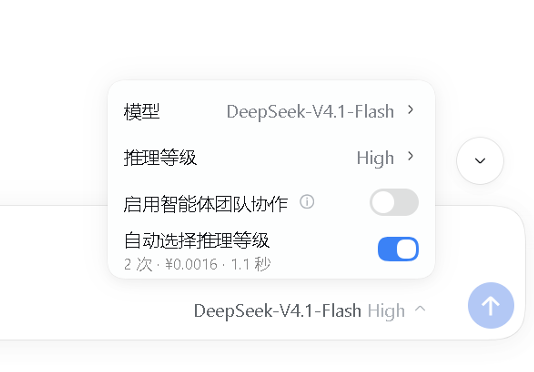 模型 DeepSeek-V4.1-Flash
推理等级 High
启用智能体团队协作
自动选择推理等级
2 次 · ¥0.0016 · 1.1 秒
DeepSeek-V4.1-Flash High